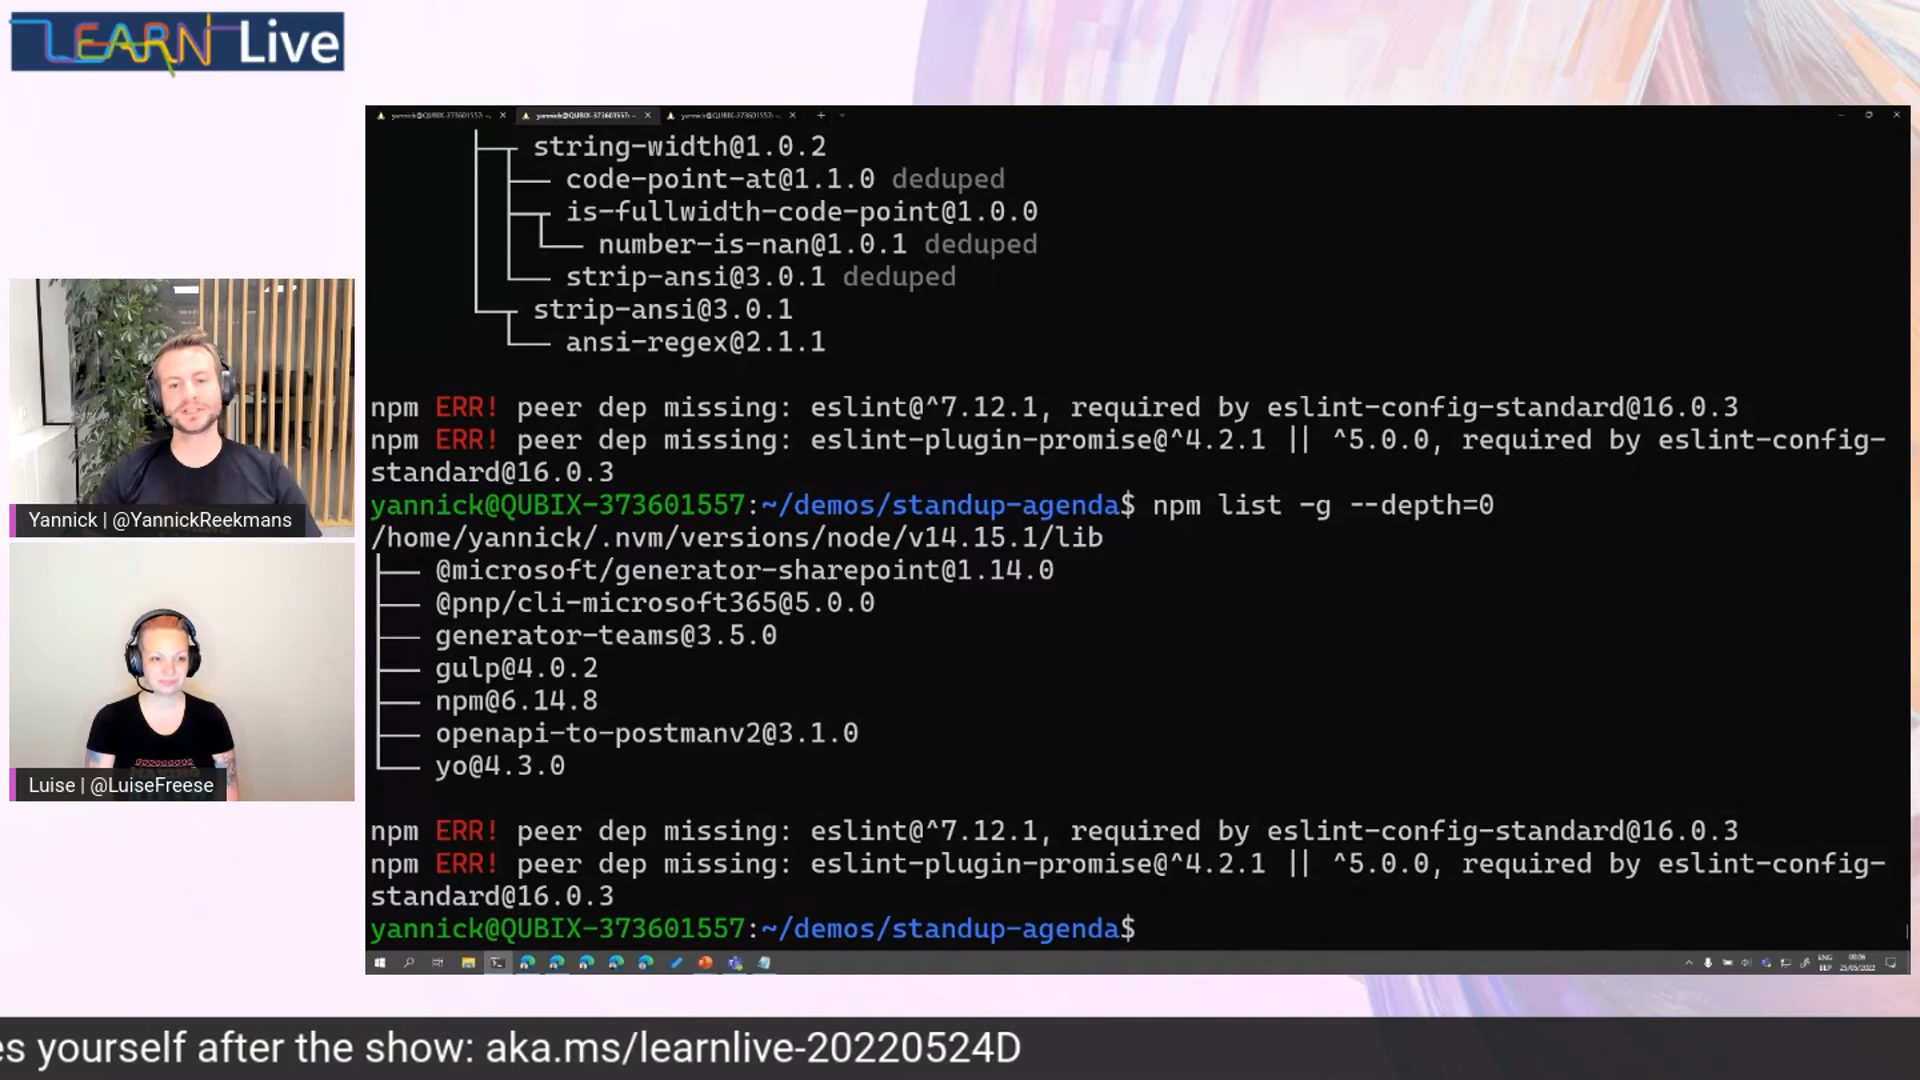 LEARN Live
string-width@1.0.2
code-point-at@1.1.0 deduped
is-fullwidth-code-point@1.0.0
number-is-nan@1.0.1 deduped
strip-ansi@3.0.1 deduped
strip-ansi@3.0.1
ansi-regex@2.1.1
npm ERR! peer dep missing: eslint@^7.12.1, required by eslint-config-standard@16.0.3
npm ERR! peer dep missing: eslint-plugin-promise@^4.2.1 || ^5.0.0, required by eslint-config-
standard@16.0.3
yannick@QUBIX-373601557:~/demos/standup-agenda$ npm list -g --depth=0
/home/yannick/.nvm/versions/node/v14.15.1/lib
@microsoft/generator-sharepoint@1.14.0
@pnp/cli-microsoft365@5.0.0
generator-teams@3.5.0
gulp@4.0.2
npm@6.14.8
openapi-to-postmanv2@3.1.0
yo@4.3.0
npm ERR! peer dep missing: eslint@^7.12.1, required by eslint-config-standard@16.0.3
npm ERR! peer dep missing: eslint-plugin-promise@^4.2.1 || ^5.0.0, required by eslint-config-
standard@16.0.3
yannick@QUBIX-373601557:~/demos/standup-agenda$
Yannick | @YannickReekmans
Luise | @LuiseFreese
ENG
25/05/2022
es yourself after the show: aka.ms/learnlive-20220524D